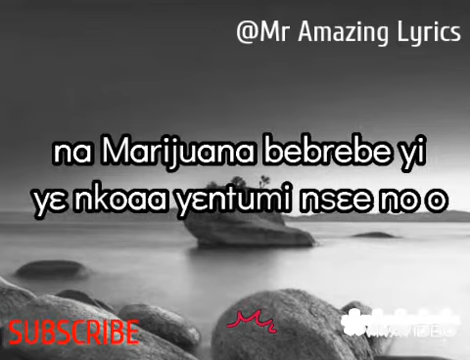 @Mr Amazing Lyrics
na Marijuana bebrebe yi
yɛ nkoaa yɛntumi nsɛe no o
SUBSCRIBE